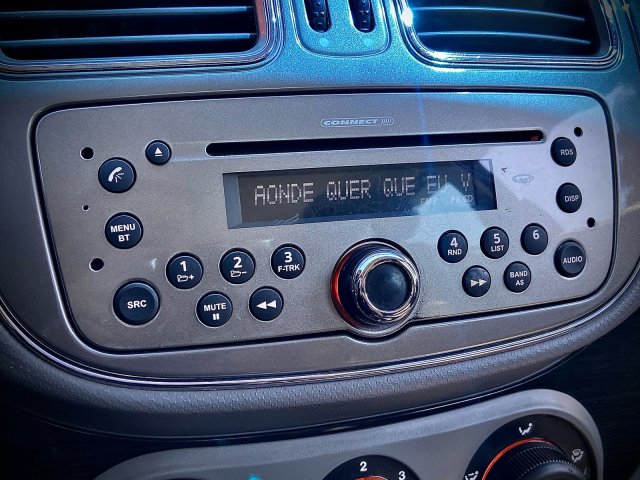 CONNECT
RDS
AONDE QUER QUE EU V
DISP
MENU
BT
1
2
3
F-TRK
4
RND
5
LIST
6
SRC
MUTE
BAND
AS
AUDIO
2
3